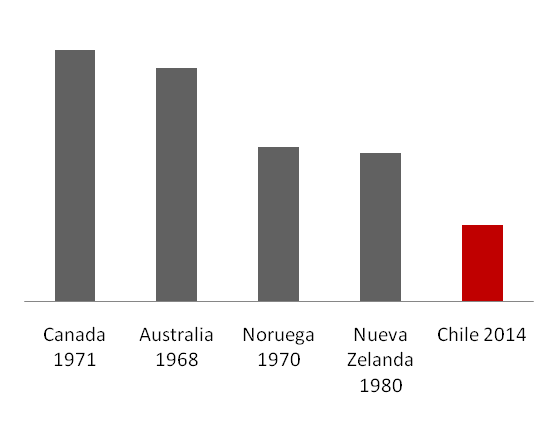 Canada
1971
Australia
1968
Noruega
1970
Nueva
Zelanda
1980
Chile 2014